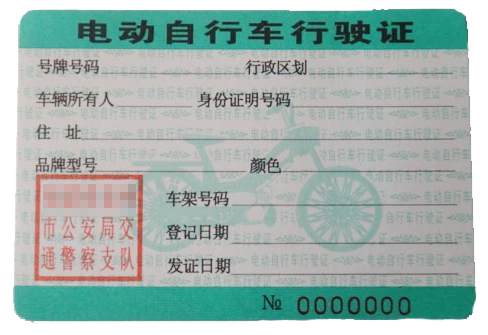 电动自行车行驶证
号牌号码 行政区划
车辆所有人 身份证明号码
住 址
品牌型号 颜色
车架号码
登记日期
发证日期
市公安局交
通警察支队
№ 0000000